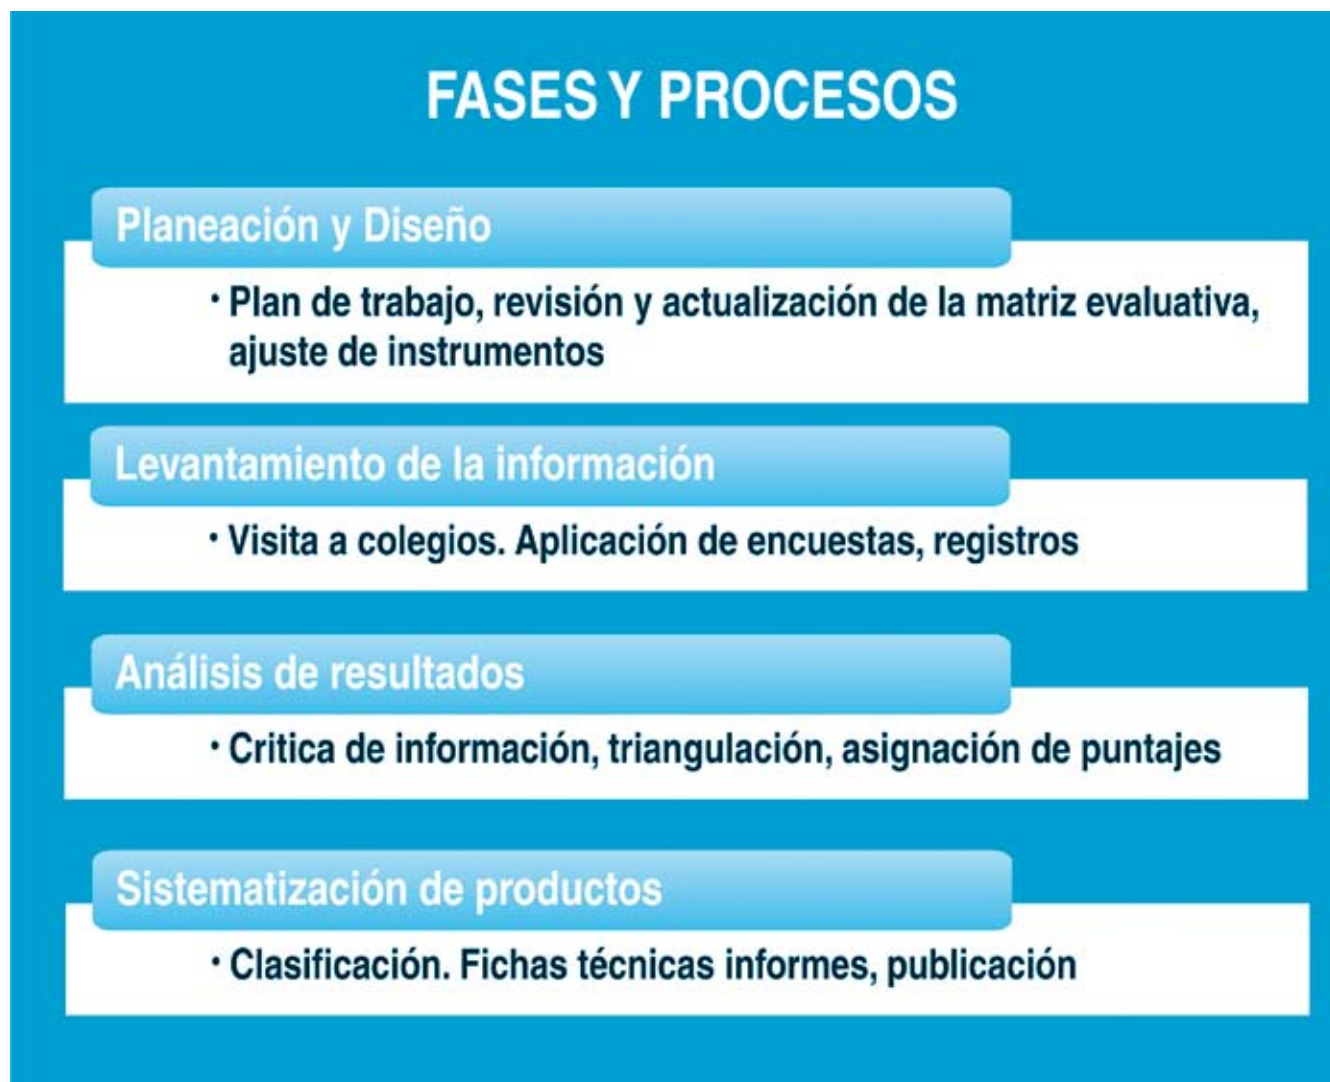 FASES Y PROCESOS
Planeación y Diseño
• Plan de trabajo, revisión y actualización de la matriz evaluativa,
ajuste de instrumentos
Levantamiento de la información
• Visita a colegios. Aplicación de encuestas, registros
Análisis de resultados
• Critica de información, triangulación, asignación de puntajes
Sistematización de productos
• Clasificación. Fichas técnicas informes, publicación